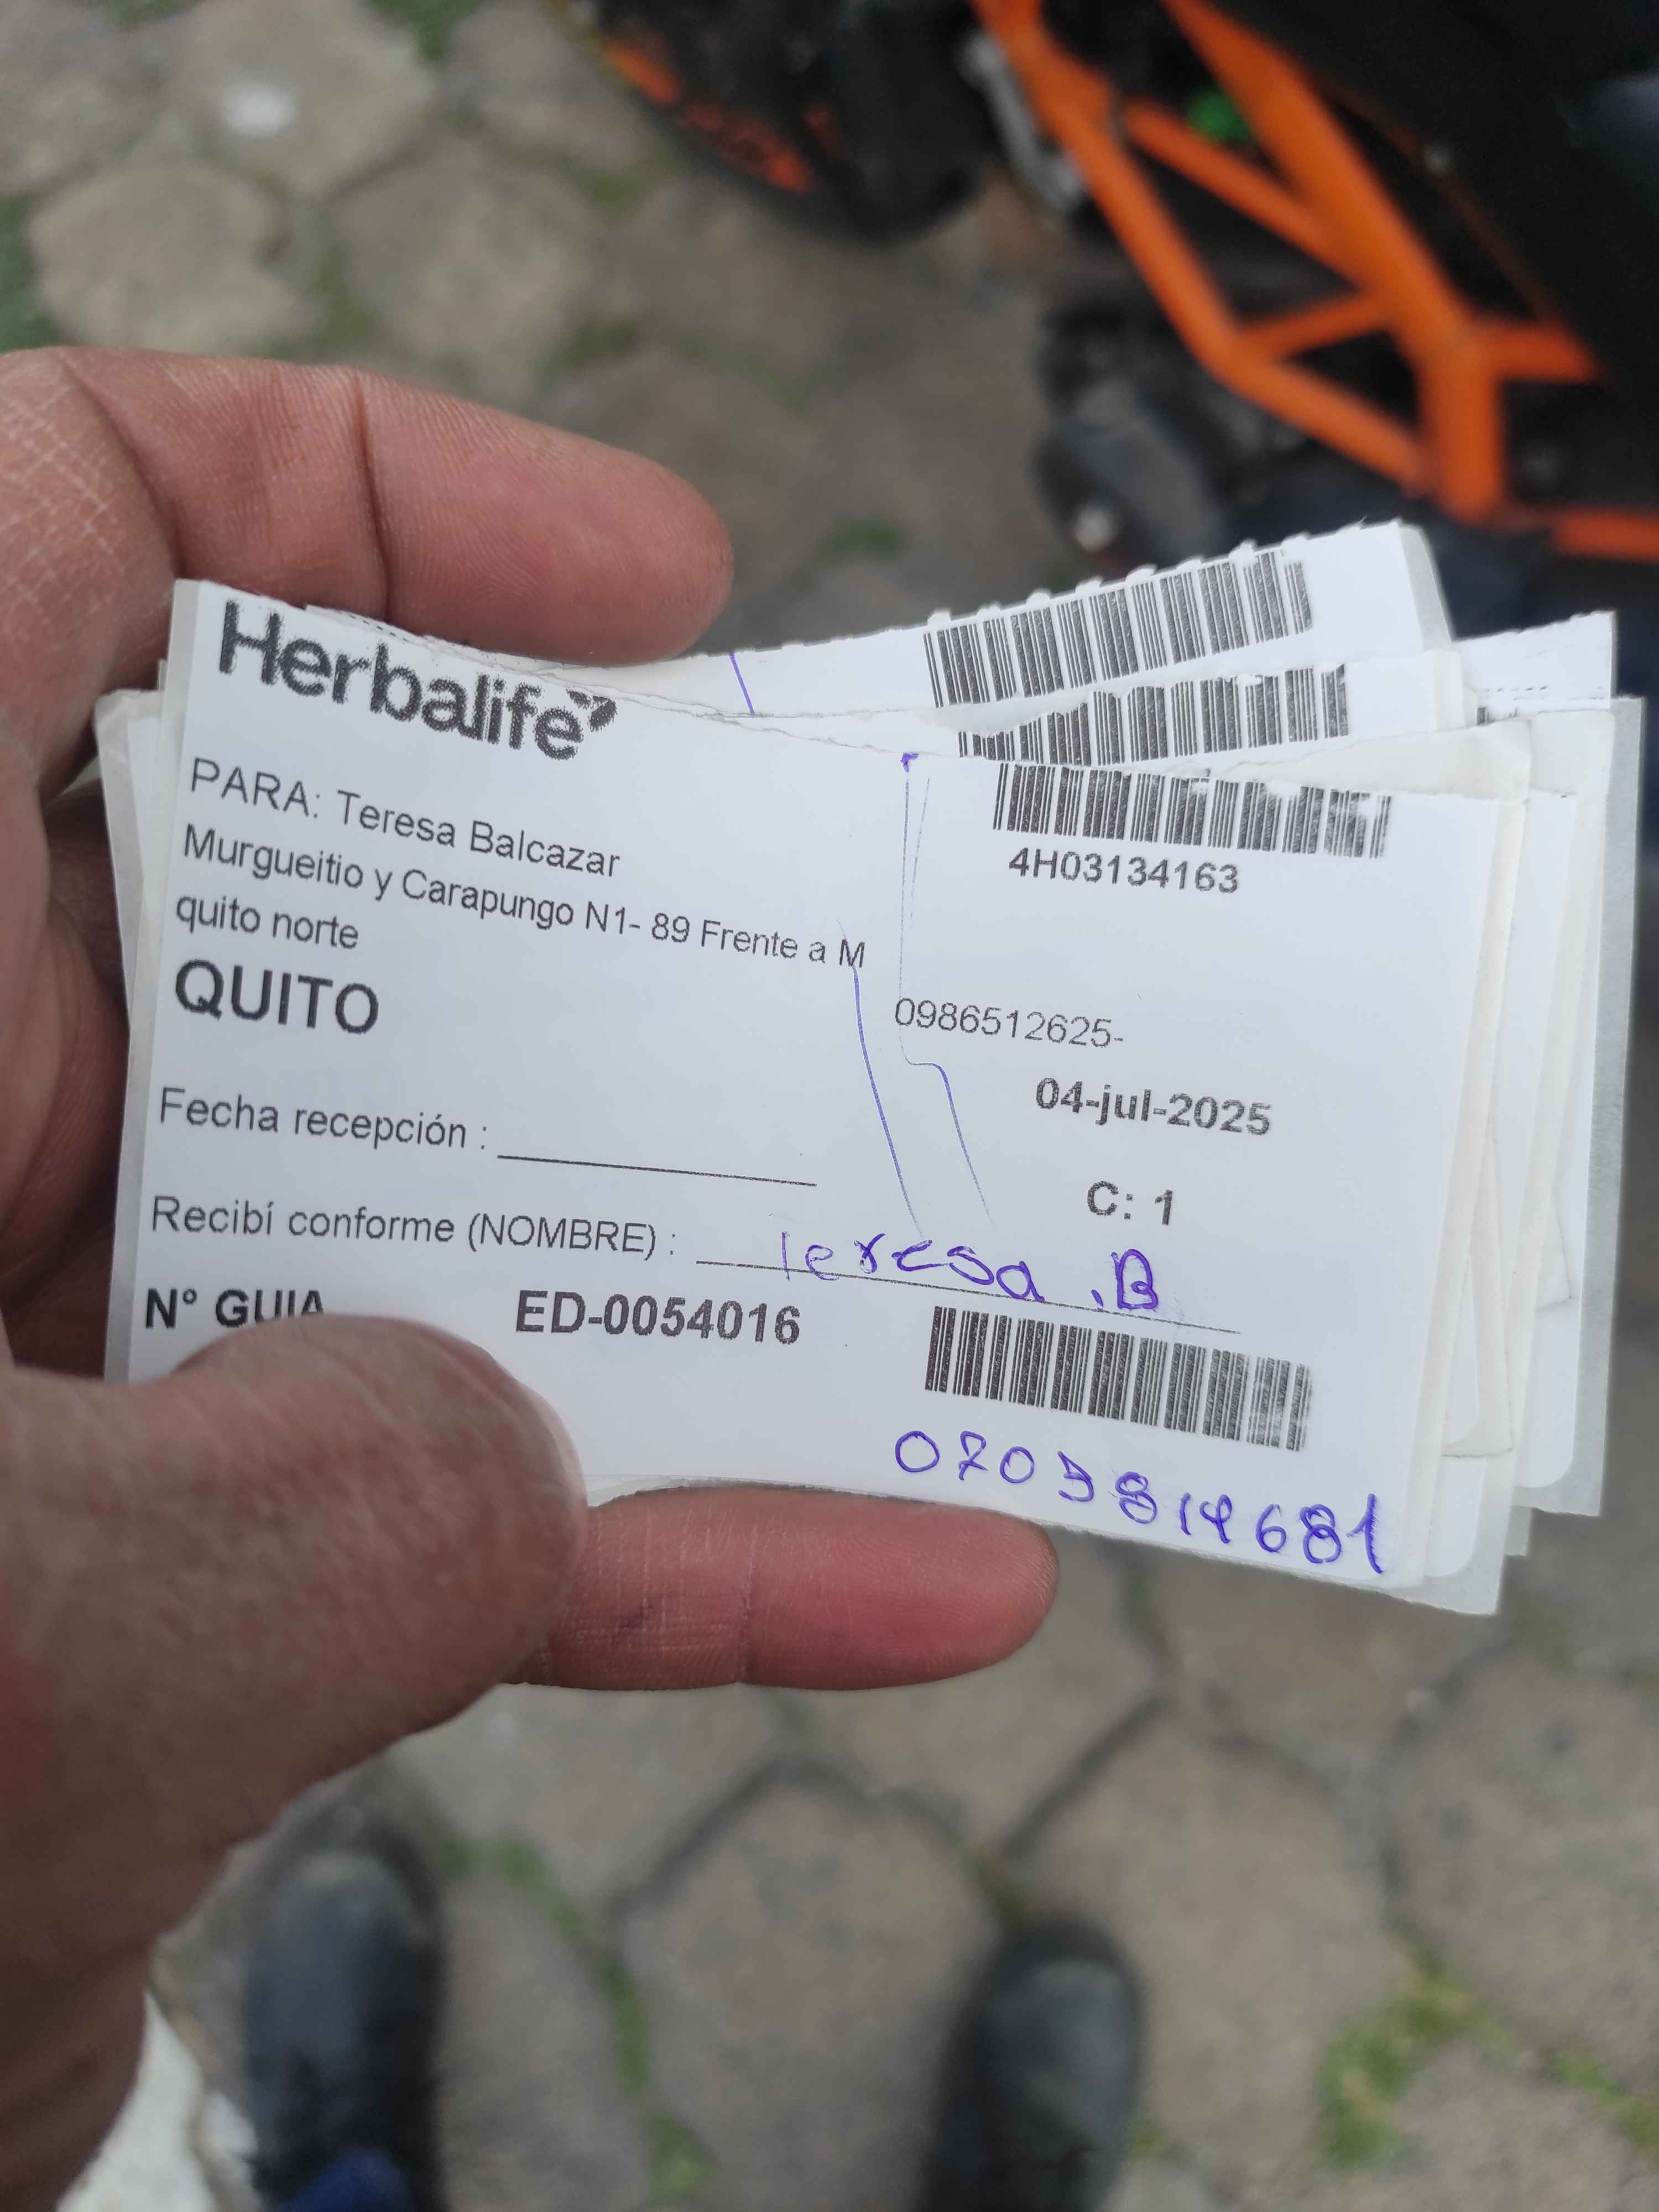 Herbalife
PARA: Teresa Balcazar
Murgueitio y Carapungo N1- 89 Frente a M
quito norte
QUITO
4H03134163
0986512625-
04-jul-2025
C: 1
Fecha recepción :
Recibí conforme (NOMBRE) : Teresa .B
N° GUIA ED-0054016